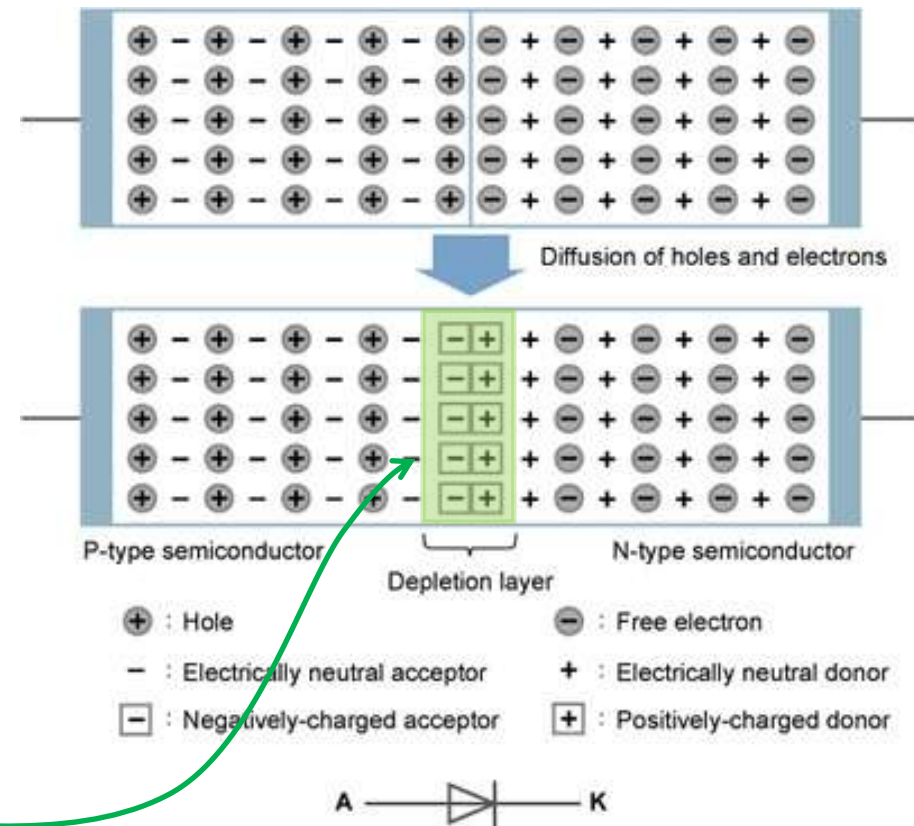 Diffusion of holes and electrons
P-type semiconductor
N-type semiconductor
Depletion layer
⊕ : Hole
⊖ : Free electron
− : Electrically neutral acceptor
+ : Electrically neutral donor
− : Negatively-charged acceptor
+ : Positively-charged donor
A K